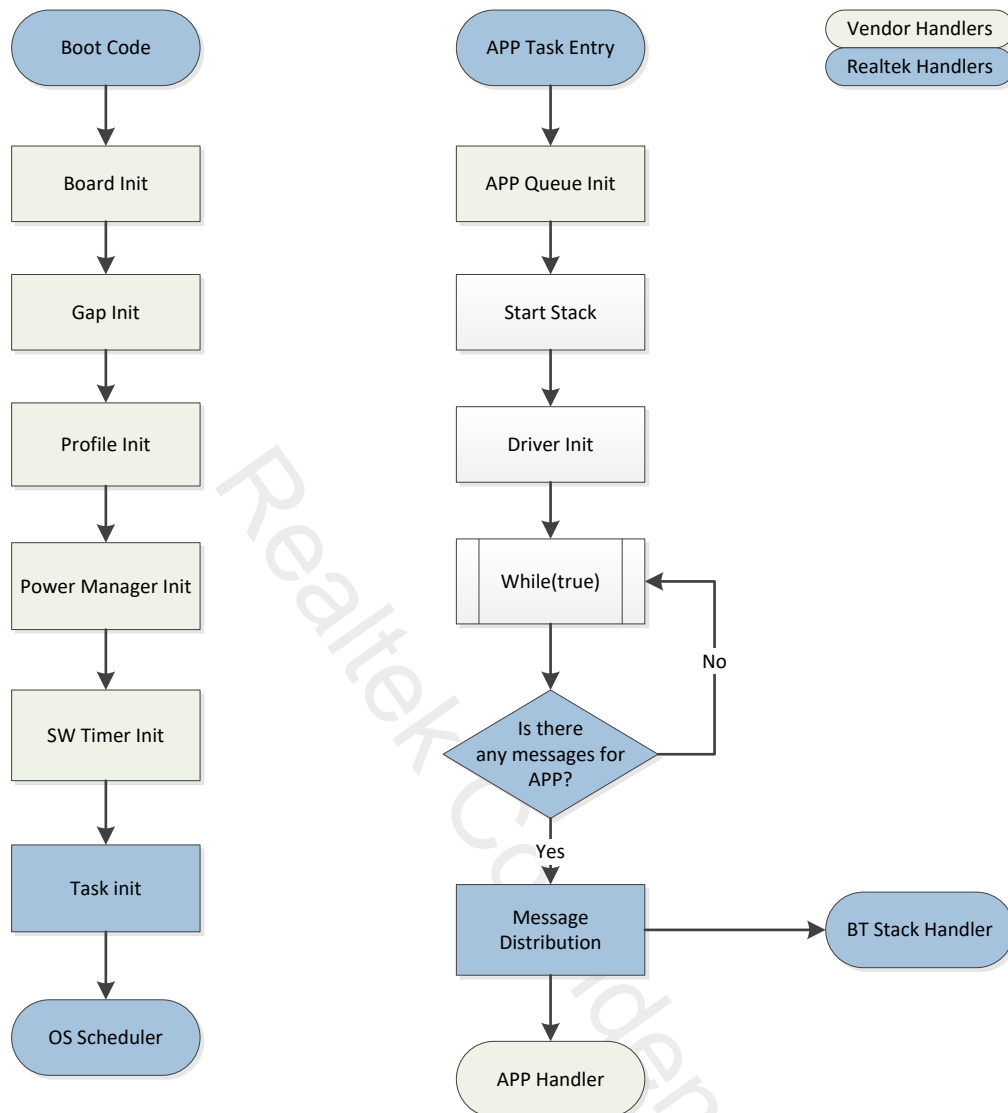 Boot Code
APP Task Entry
Vendor Handlers
Realtek Handlers
Board Init
APP Queue Init
Gap Init
Start Stack
Profile Init
Driver Init
Power Manager Init
While(true)
No
SW Timer Init
Is there
any messages for
APP?
Yes
Task init
Message
Distribution
BT Stack Handler
OS Scheduler
APP Handler
Realtek